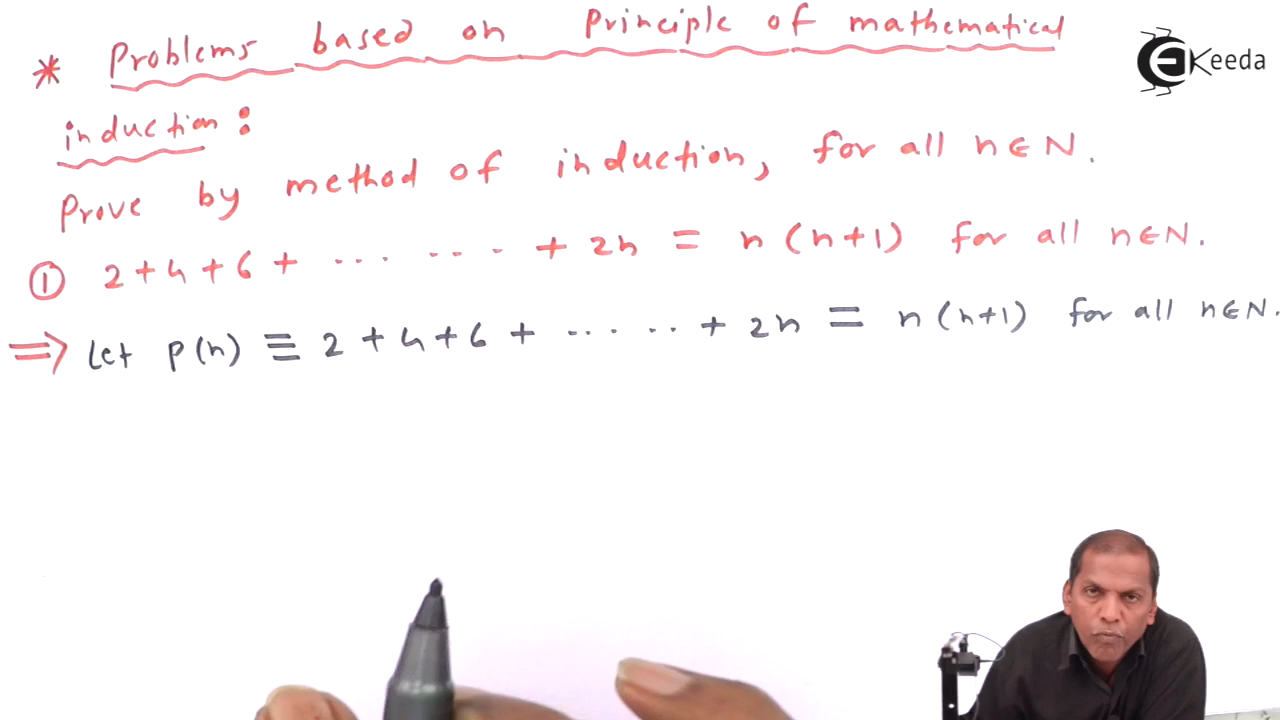 * Problems based on Principle of mathematical
induction :
Prove by method of induction, for all n∈N.
① 2+4+6+ ... ... + 2n = n(n+1) for all n∈N.
⇒ Let P(n) ≡ 2+4+6+ ... .. + 2n = n(n+1) for all n∈N.
EKeeda